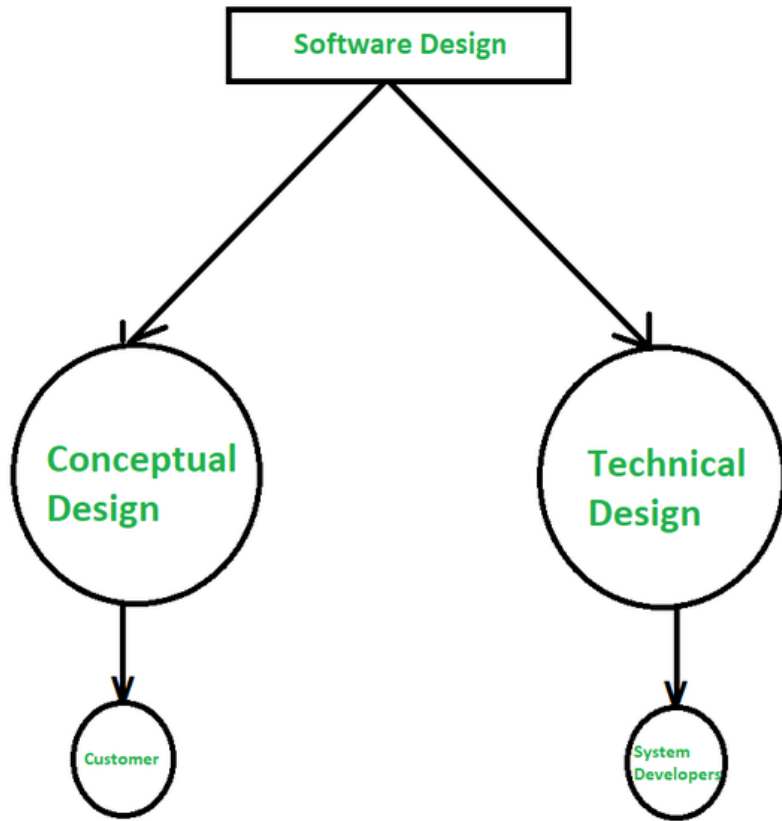 Software Design
Conceptual
Design
Technical
Design
Customer
System
Developers